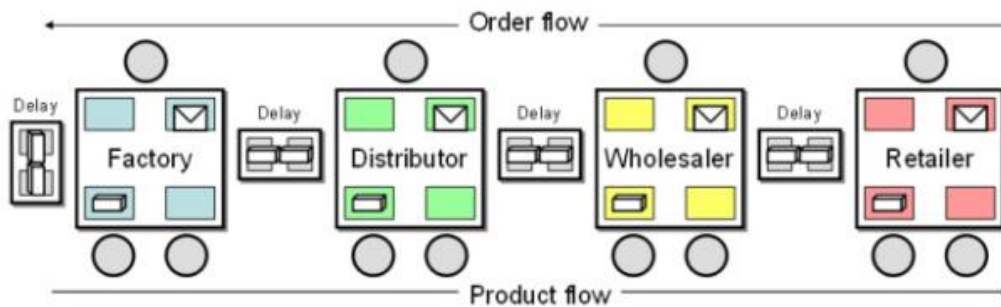 Order flow
Delay
Delay
Delay
Delay
Factory
Distributor
Wholesaler
Retailer
Product flow